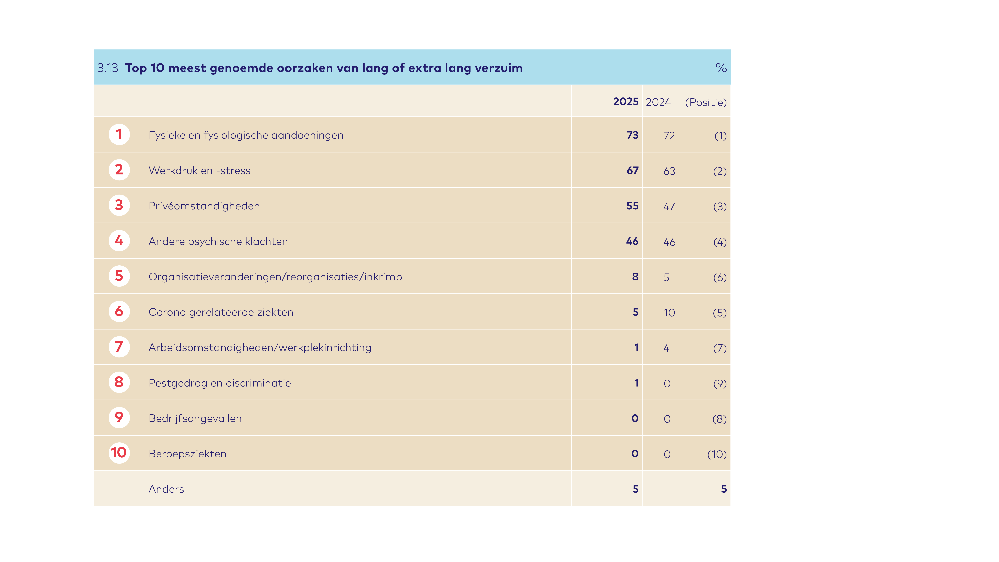 3.13 Top 10 meest genoemde oorzaken van lang of extra lang verzuim %
2025 2024 (Positie)
1 Fysieke en fysiologische aandoeningen 73 72 (1)
2 Werkdruk en -stress 67 63 (2)
3 Privéomstandigheden 55 47 (3)
4 Andere psychische klachten 46 46 (4)
5 Organisatieveranderingen/reorganisaties/inkrimp 8 5 (6)
6 Corona gerelateerde ziekten 5 10 (5)
7 Arbeidsomstandigheden/werkplekinrichting 1 4 (7)
8 Pestgedrag en discriminatie 1 0 (9)
9 Bedrijfsongevallen 0 0 (8)
10 Beroepsziekten 0 0 (10)
Anders 5 5